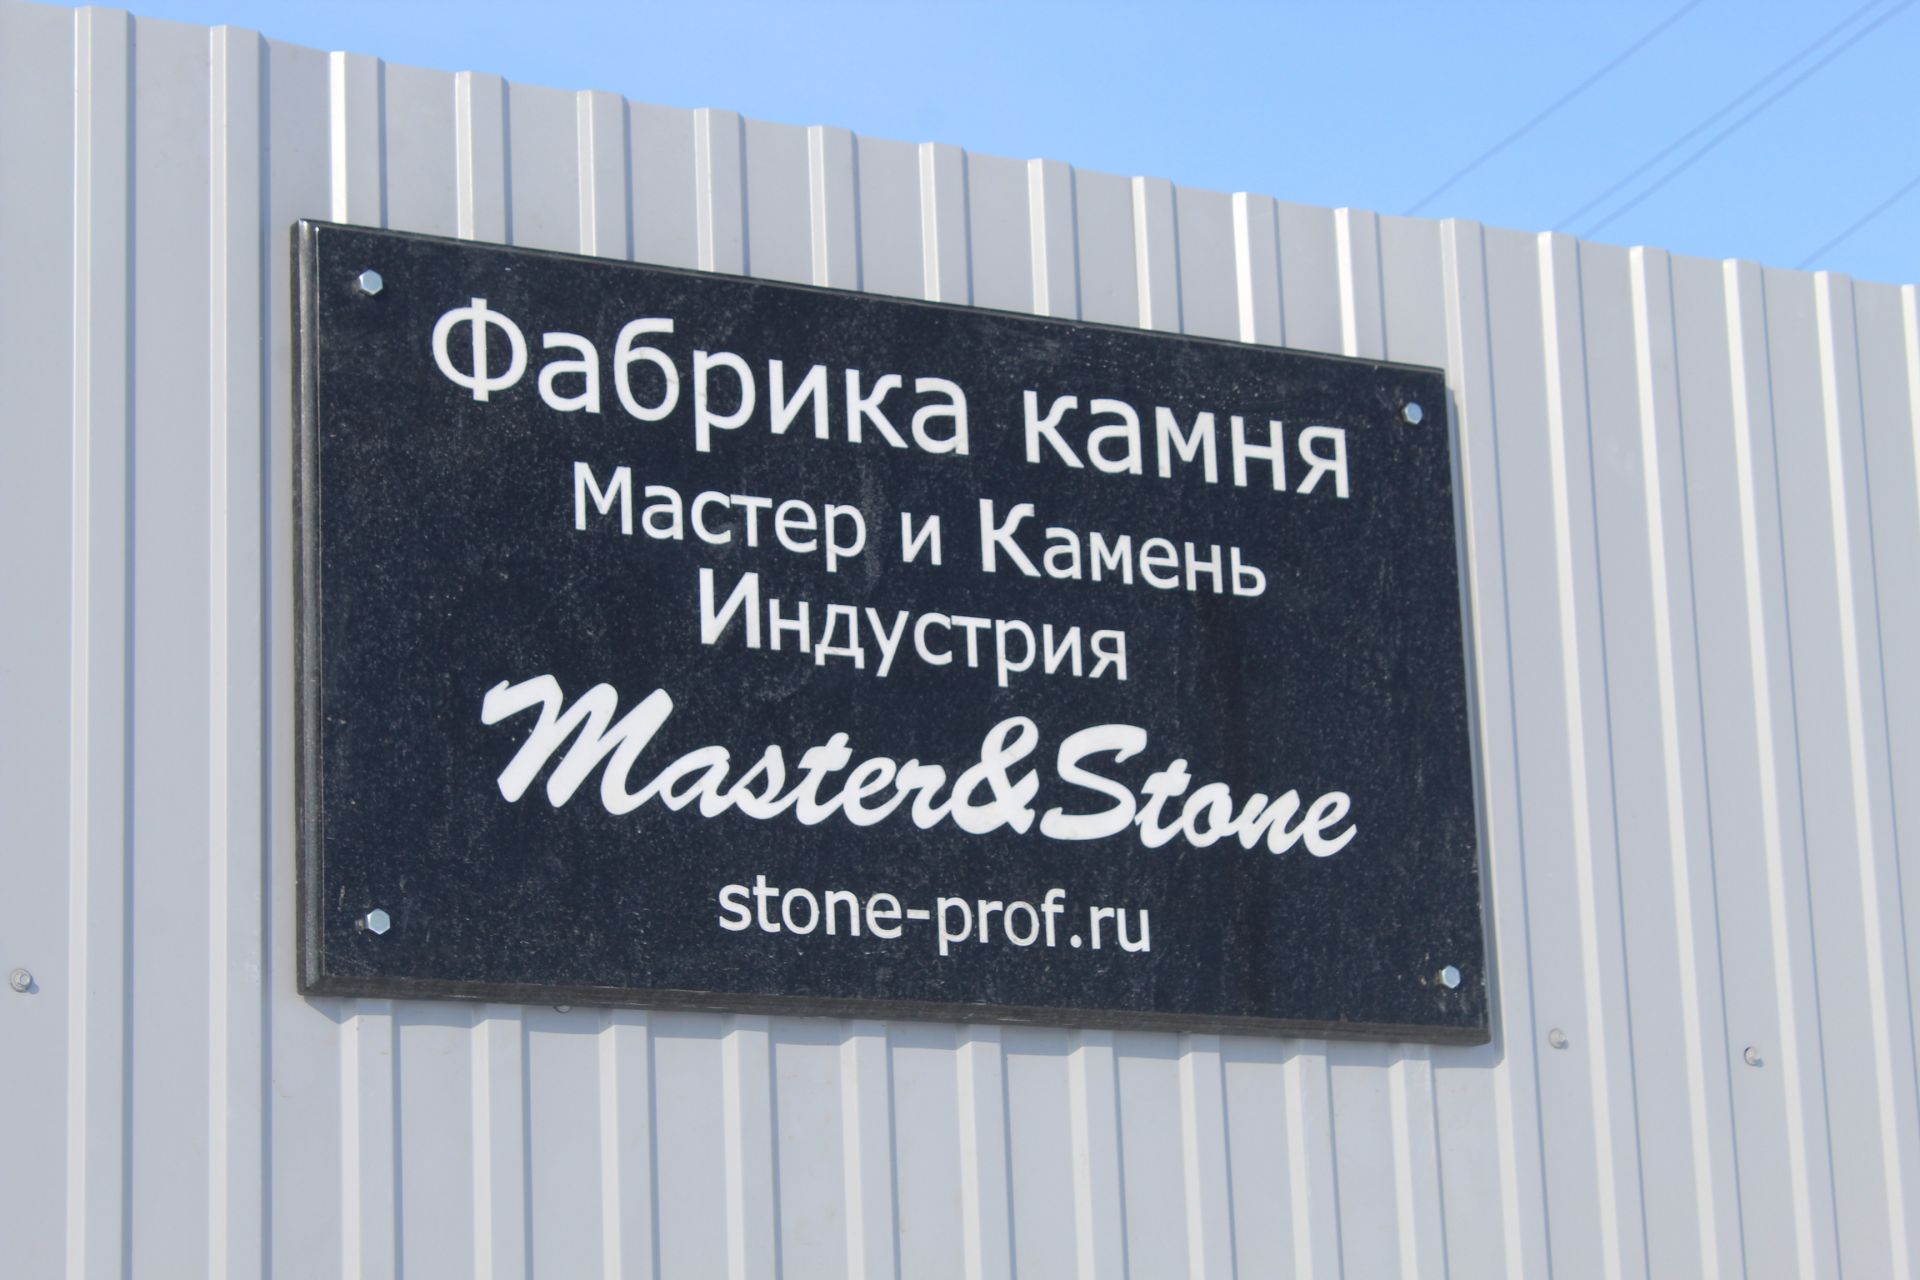 Фабрика камня
Мастер и Камень
Индустрия
Master&Stone
stone-prof.ru